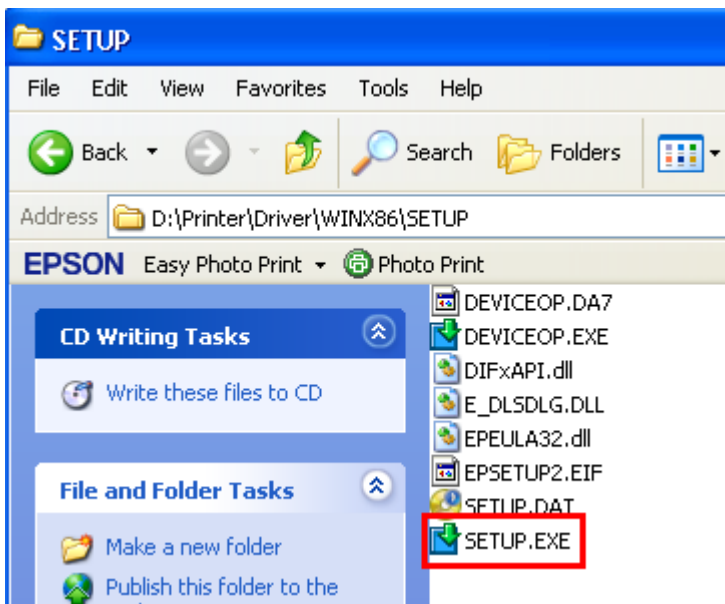 SETUP
File Edit View Favorites Tools Help
Back Search Folders
Address D:\Printer\Driver\WINX86\SETUP
EPSON Easy Photo Print Photo Print
CD Writing Tasks
Write these files to CD
File and Folder Tasks
Make a new folder
Publish this folder to the
DEVICEOP.DA7
DEVICEOP.EXE
DIFxAPI.dll
E_DLSDLG.DLL
EPEULA32.dll
EPSETUP2.EIF
SETUP.DAT
SETUP.EXE